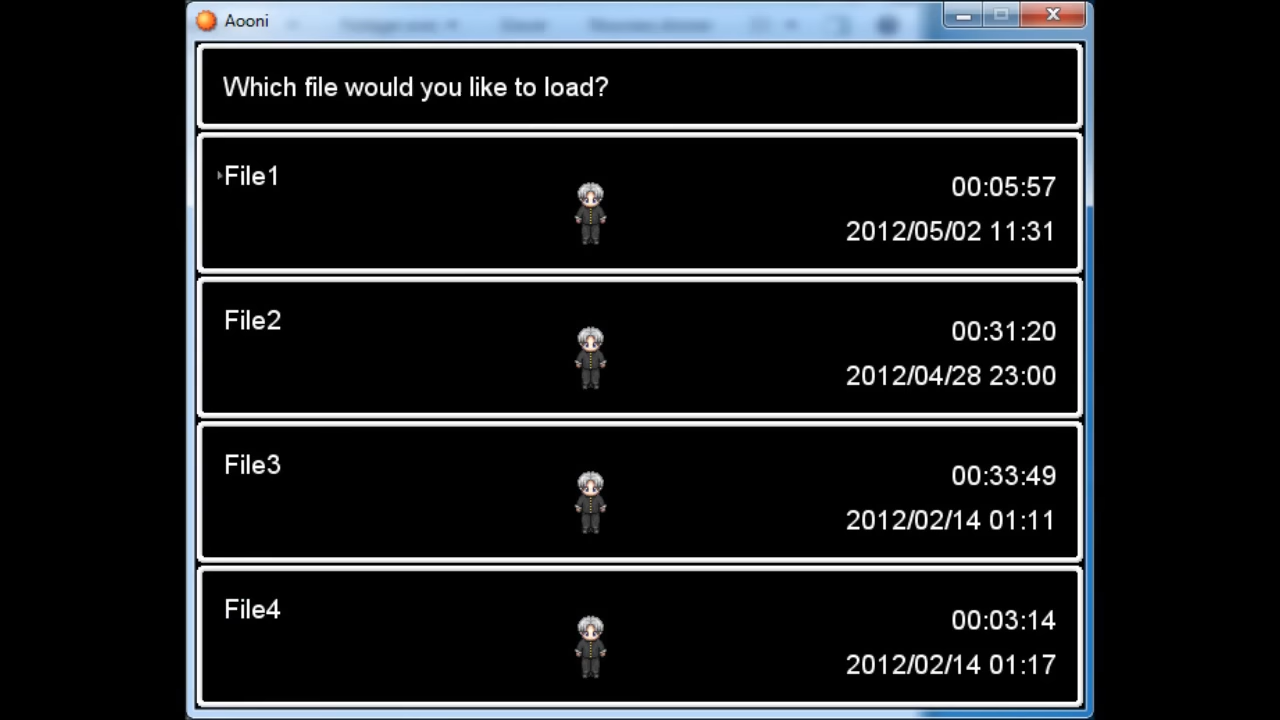 Aooni
Which file would you like to load?
File1
00:05:57
2012/05/02 11:31
File2
00:31:20
2012/04/28 23:00
File3
00:33:49
2012/02/14 01:11
File4
00:03:14
2012/02/14 01:17